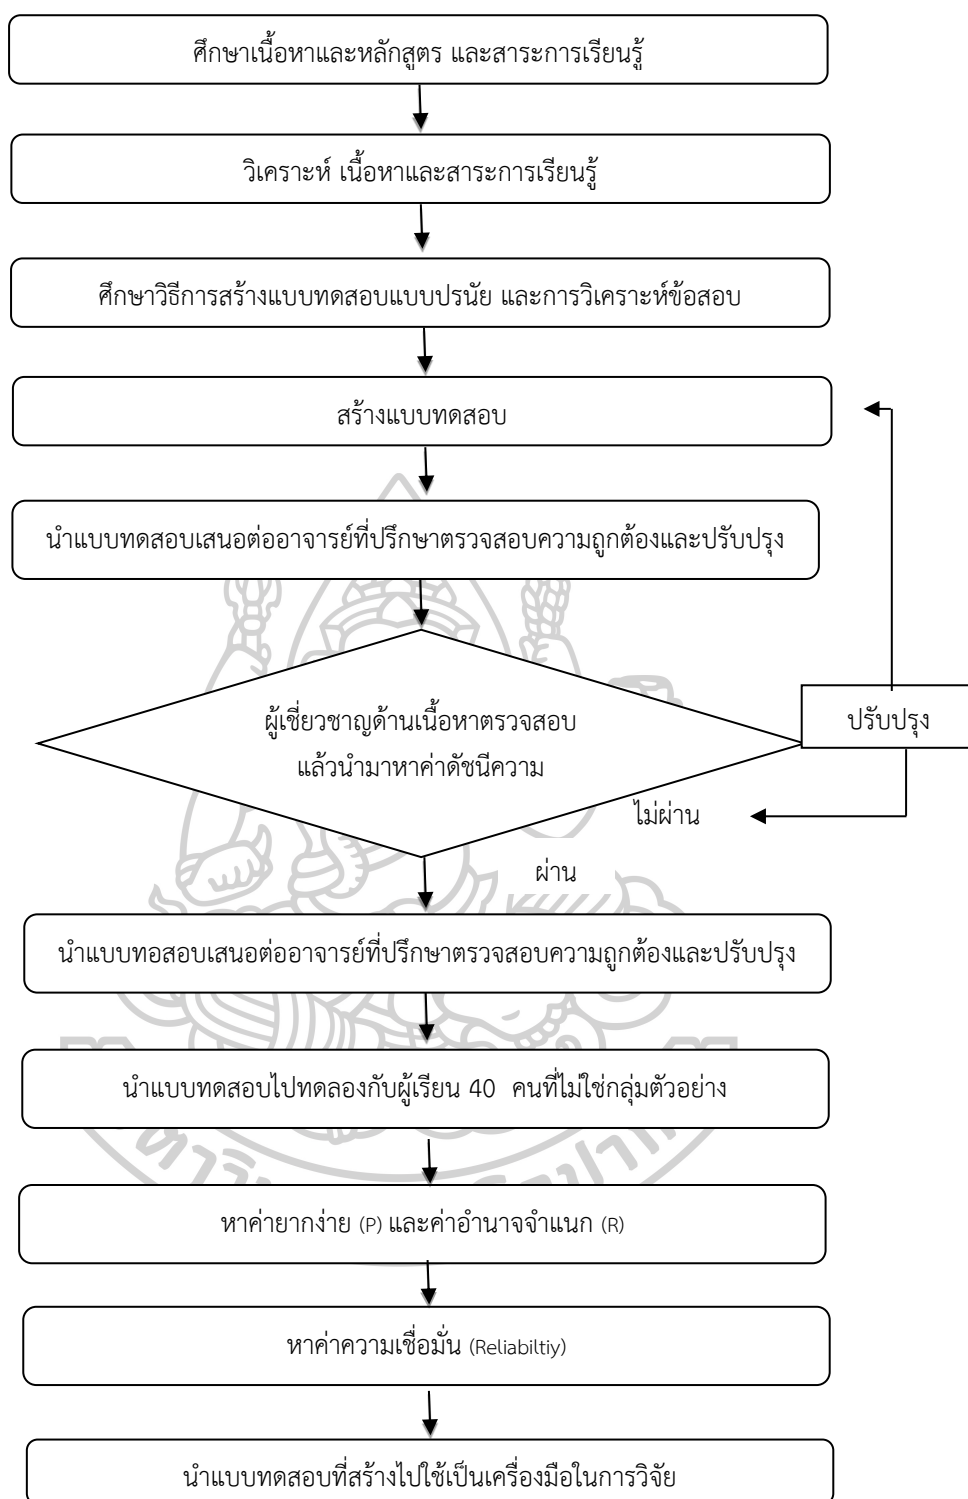 ศึกษาเนื้อหาและหลักสูตร และสาระการเรียนรู้
วิเคราะห์ เนื้อหาและสาระการเรียนรู้
ศึกษาวิธีการสร้างแบบทดสอบแบบปรนัย และการวิเคราะห์ข้อสอบ
สร้างแบบทดสอบ
นำแบบทดสอบเสนอต่ออาจารย์ที่ปรึกษาตรวจสอบความถูกต้องและปรับปรุง
ผู้เชี่ยวชาญด้านเนื้อหาตรวจสอบ
แล้วนำมาหาค่าดัชนีความ
ปรับปรุง
ไม่ผ่าน
ผ่าน
นำแบบทอสอบเสนอต่ออาจารย์ที่ปรึกษาตรวจสอบความถูกต้องและปรับปรุง
นำแบบทดสอบไปทดลองกับผู้เรียน 40 คนที่ไม่ใช่กลุ่มตัวอย่าง
หาค่ายากง่าย (P) และค่าอำนาจจำแนก (R)
หาค่าความเชื่อมั่น (Reliabiltiy)
นำแบบทดสอบที่สร้างไปใช้เป็นเครื่องมือในการวิจัย